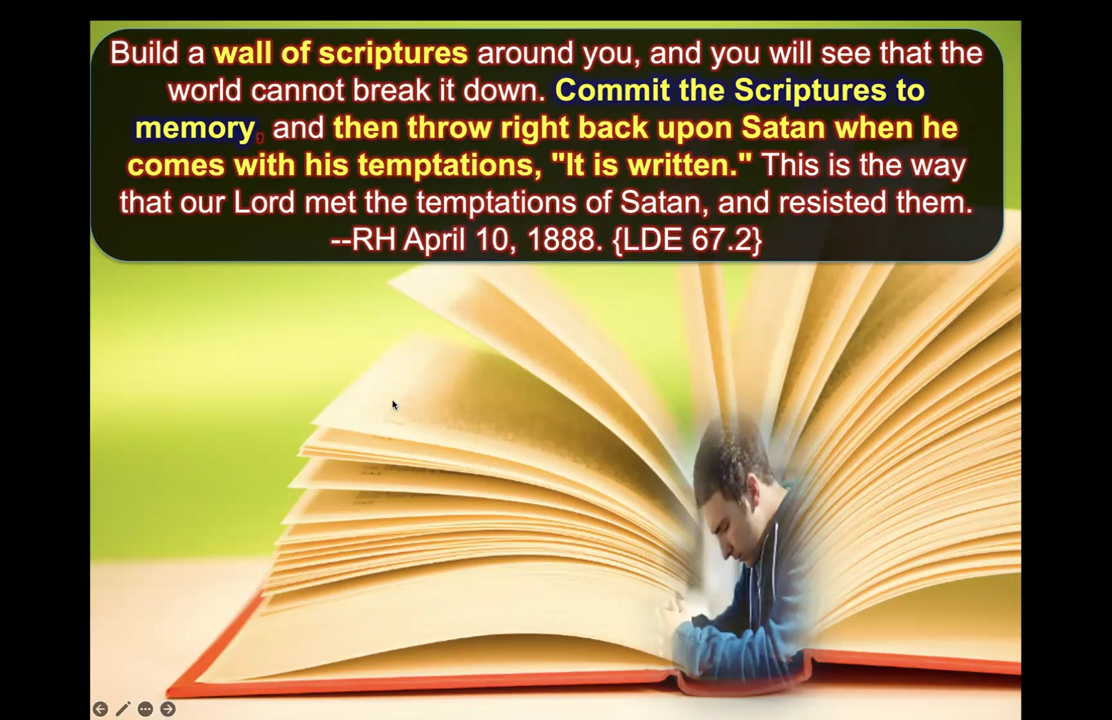 Build a wall of scriptures around you, and you will see that the
world cannot break it down. Commit the Scriptures to
memory, and then throw right back upon Satan when he
comes with his temptations, "It is written." This is the way
that our Lord met the temptations of Satan, and resisted them.
--RH April 10, 1888. {LDE 67.2}